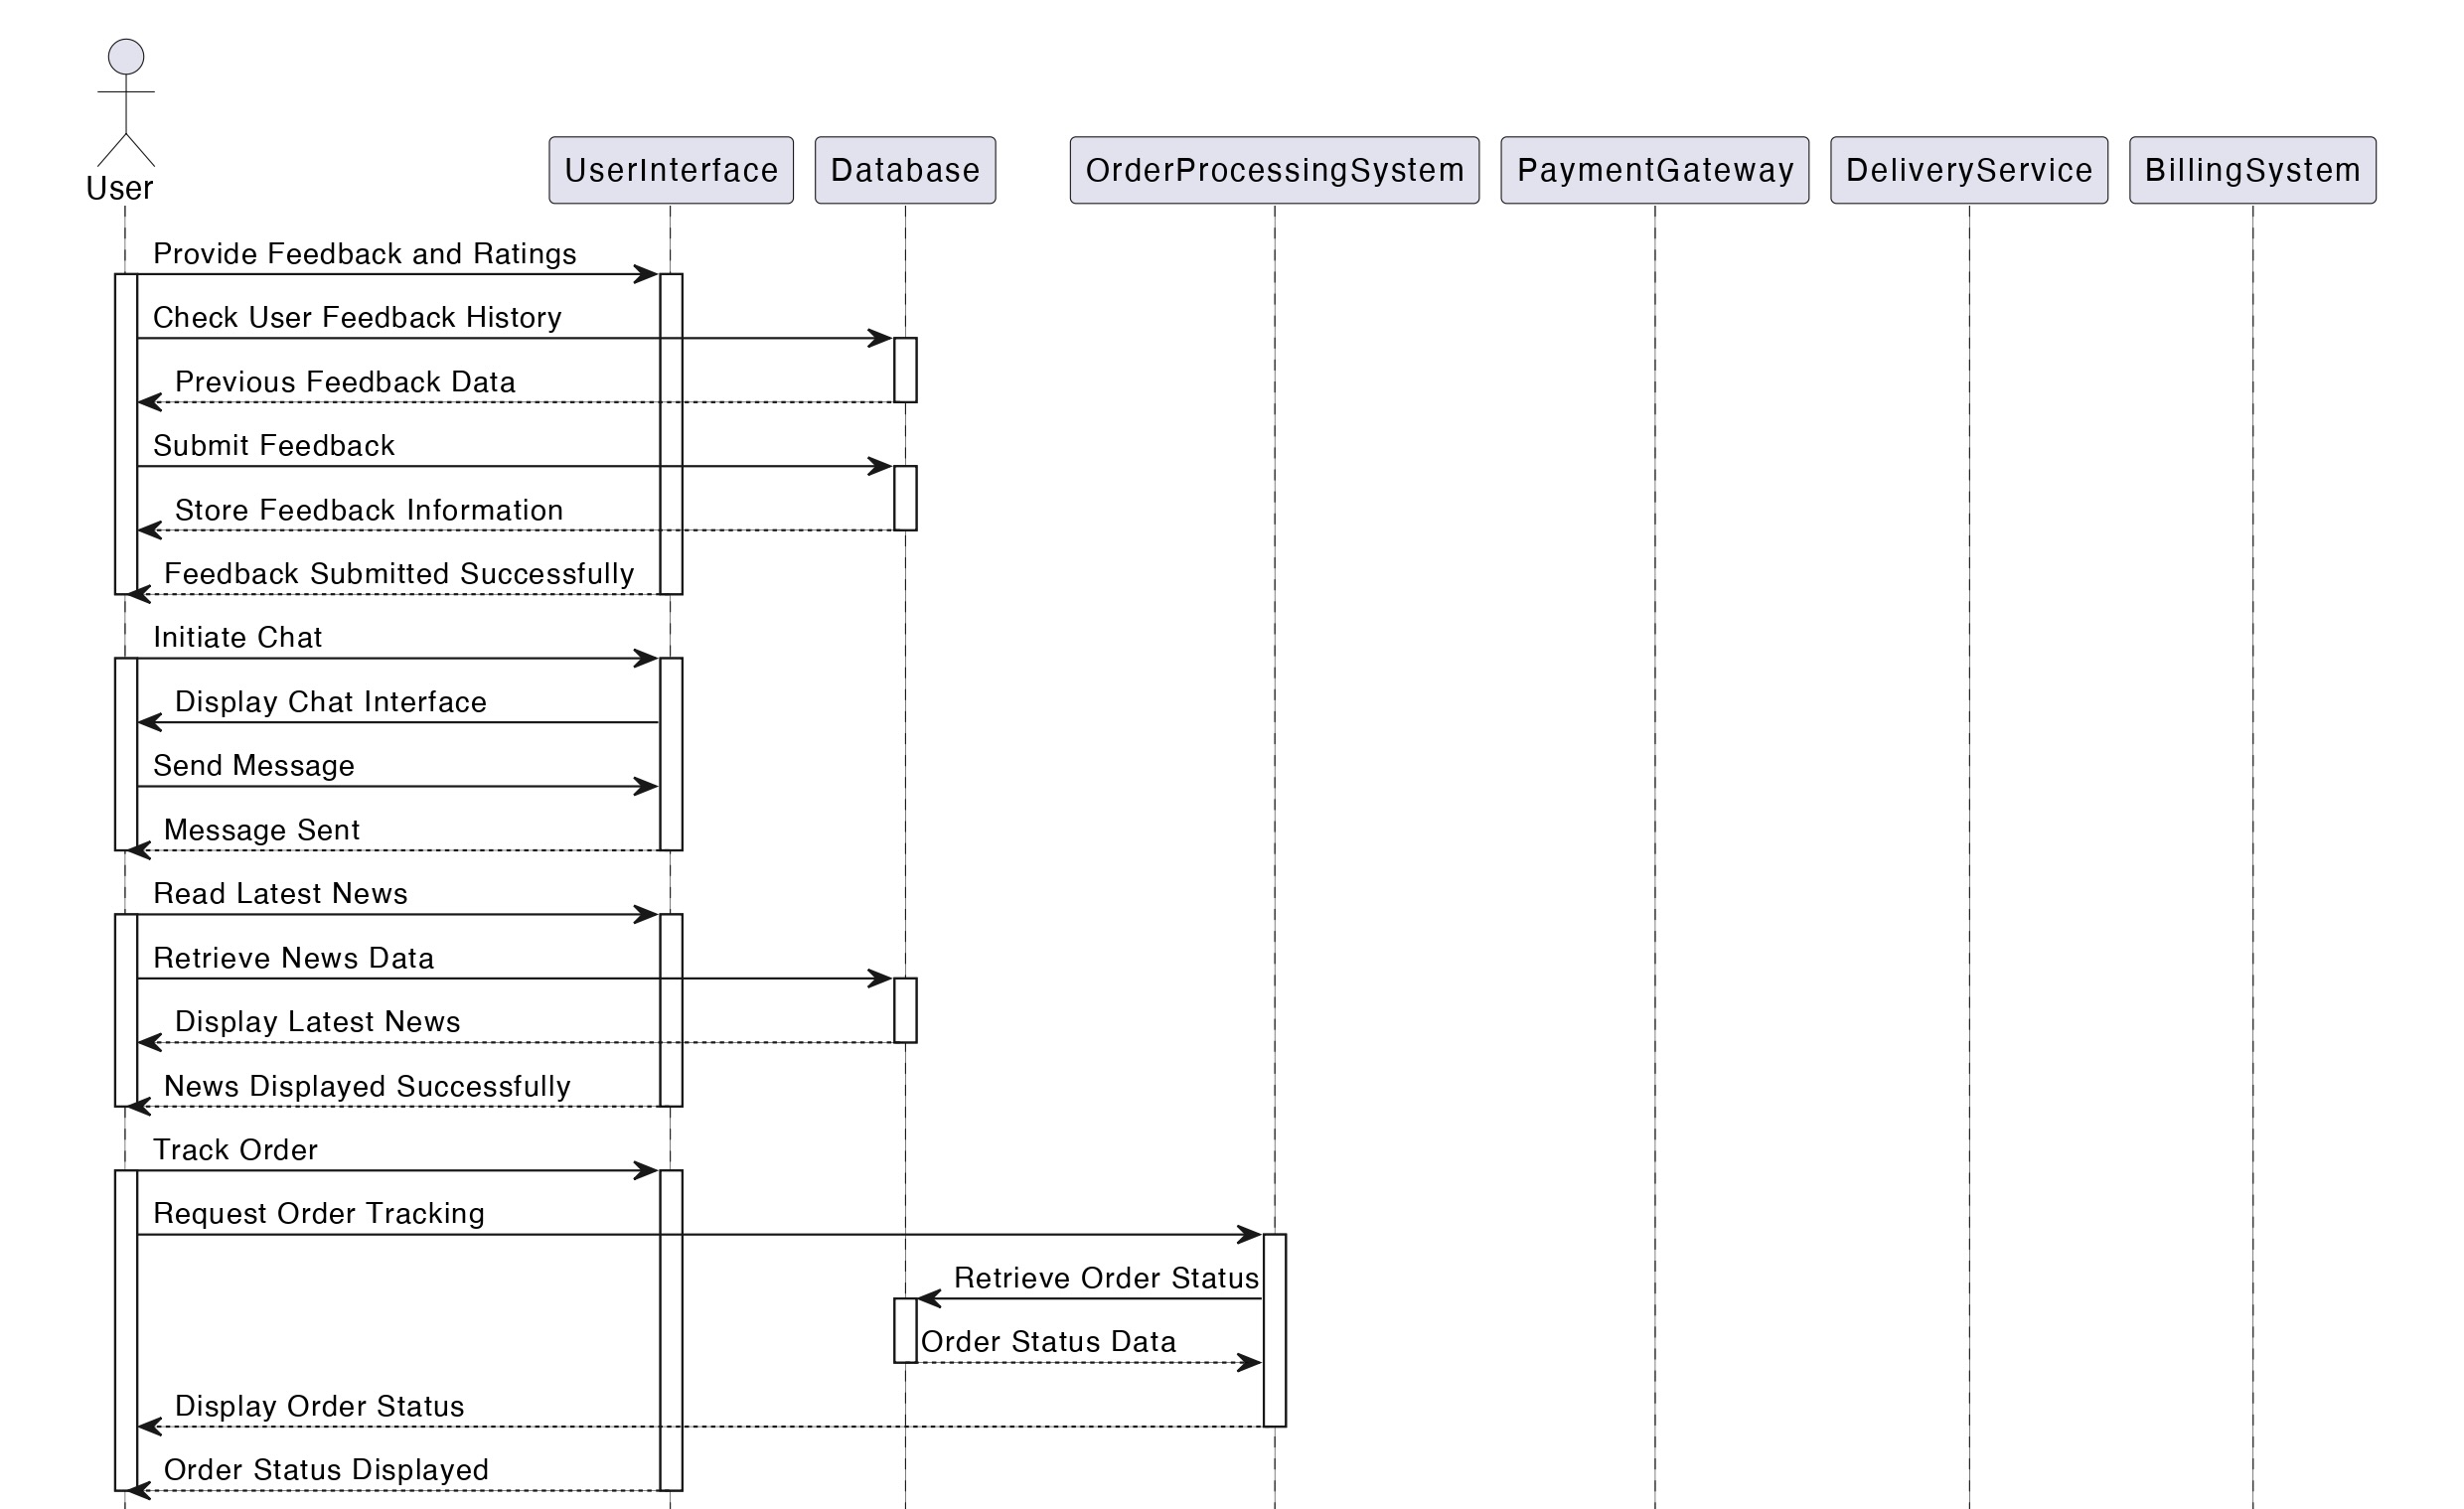 User
UserInterface
Database
OrderProcessingSystem
PaymentGateway
DeliveryService
BillingSystem
Provide Feedback and Ratings
Check User Feedback History
Previous Feedback Data
Submit Feedback
Store Feedback Information
Feedback Submitted Successfully
Initiate Chat
Display Chat Interface
Send Message
Message Sent
Read Latest News
Retrieve News Data
Display Latest News
News Displayed Successfully
Track Order
Request Order Tracking
Retrieve Order Status
Order Status Data
Display Order Status
Order Status Displayed